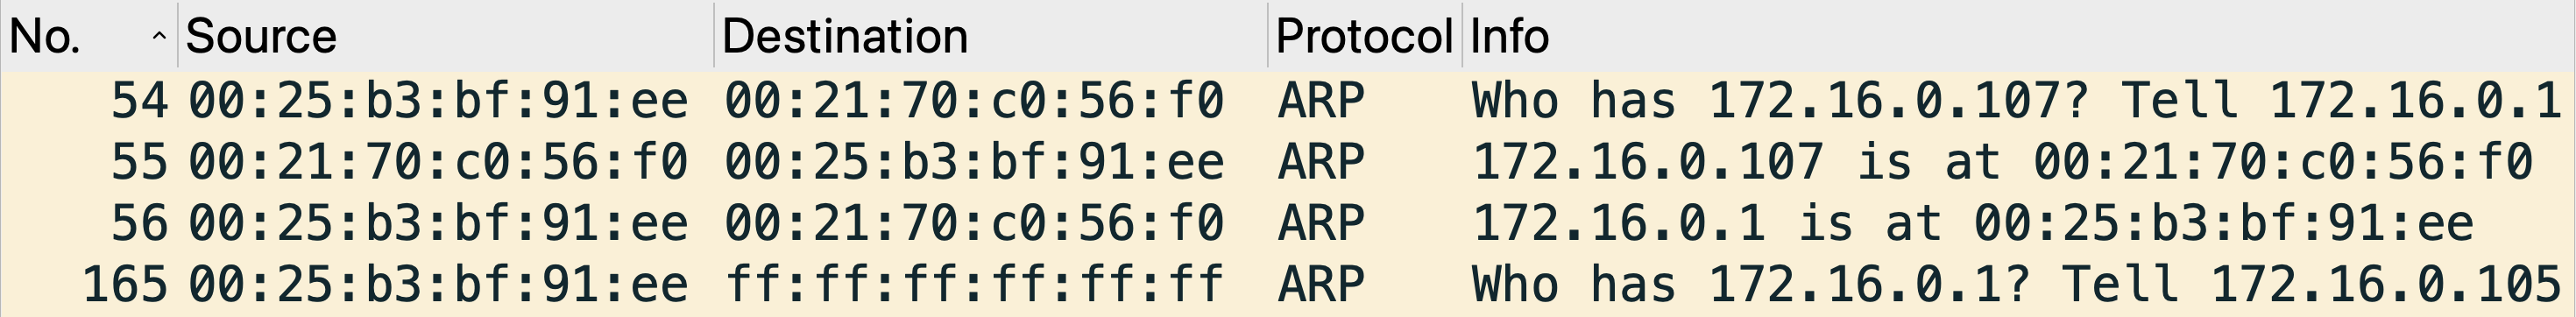 No. ^ Source Destination Protocol Info
54 00:25:b3:bf:91:ee 00:21:70:c0:56:f0 ARP Who has 172.16.0.107? Tell 172.16.0.1
55 00:21:70:c0:56:f0 00:25:b3:bf:91:ee ARP 172.16.0.107 is at 00:21:70:c0:56:f0
56 00:25:b3:bf:91:ee 00:21:70:c0:56:f0 ARP 172.16.0.1 is at 00:25:b3:bf:91:ee
165 00:25:b3:bf:91:ee ff:ff:ff:ff:ff:ff ARP Who has 172.16.0.1? Tell 172.16.0.105